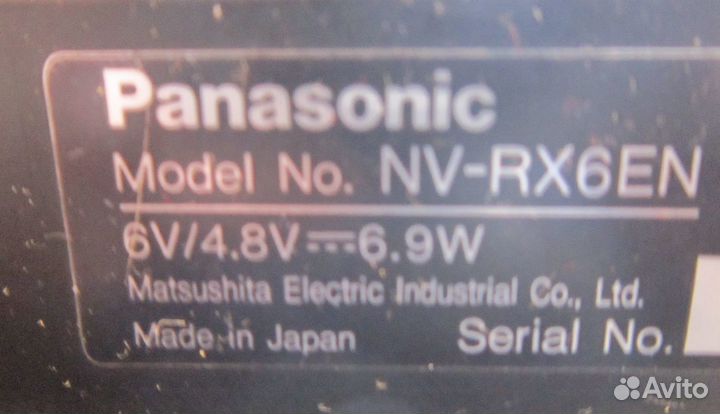 Panasonic
Model No. NV-RX6EN
6V/4.8V⎓6.9W
Matsushita Electric Industrial Co., Ltd.
Made in Japan Serial No.
Avito